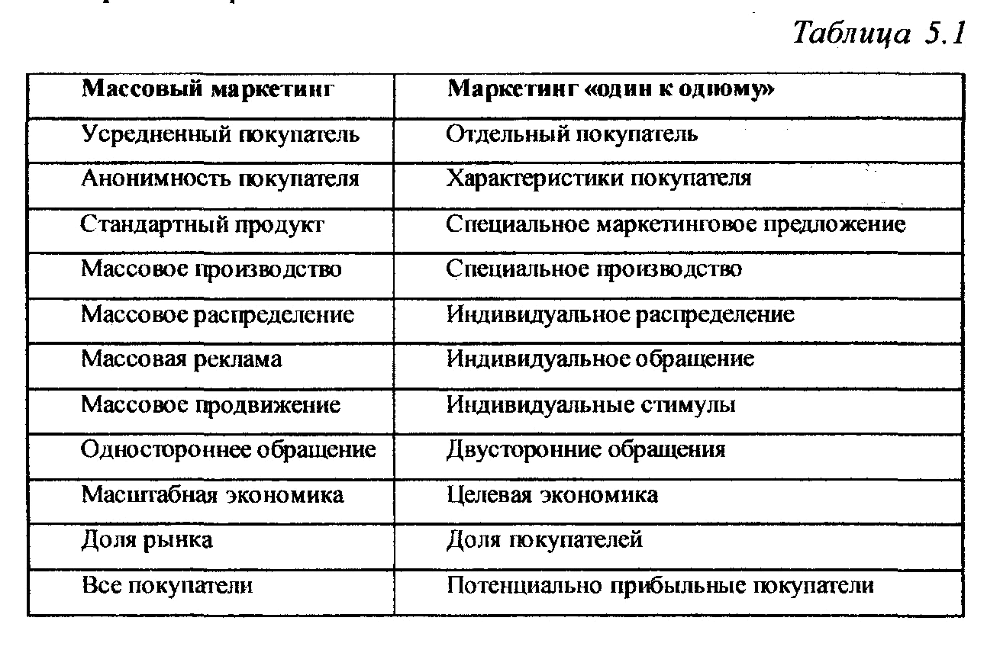 Таблица 5.1
Массовый маркетинг Маркетинг «один к одному»
Усредненный покупатель Отдельный покупатель
Анонимность покупателя Характеристики покупателя
Стандартный продукт Специальное маркетинговое предложение
Массовое производство Специальное производство
Массовое распределение Индивидуальное распределение
Массовая реклама Индивидуальное обращение
Массовое продвижение Индивидуальные стимулы
Одностороннее обращение Двусторонние обращения
Масштабная экономика Целевая экономика
Доля рынка Доля покупателей
Все покупатели Потенциально прибыльные покупатели